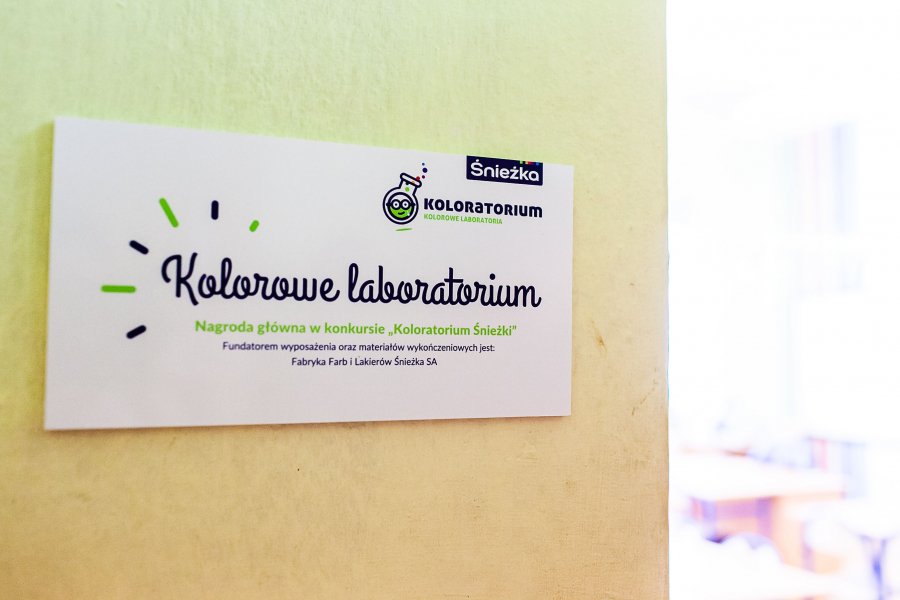 Śnieżka
KOLORATORIUM
KOLOROWE LABORATORIA
Kolorowe laboratorium
Nagroda główna w konkursie „Koloratorium Śnieżki”
Fundatorem wyposażenia oraz materiałów wykończeniowych jest:
Fabryka Farb i Lakierów Śnieżka SA